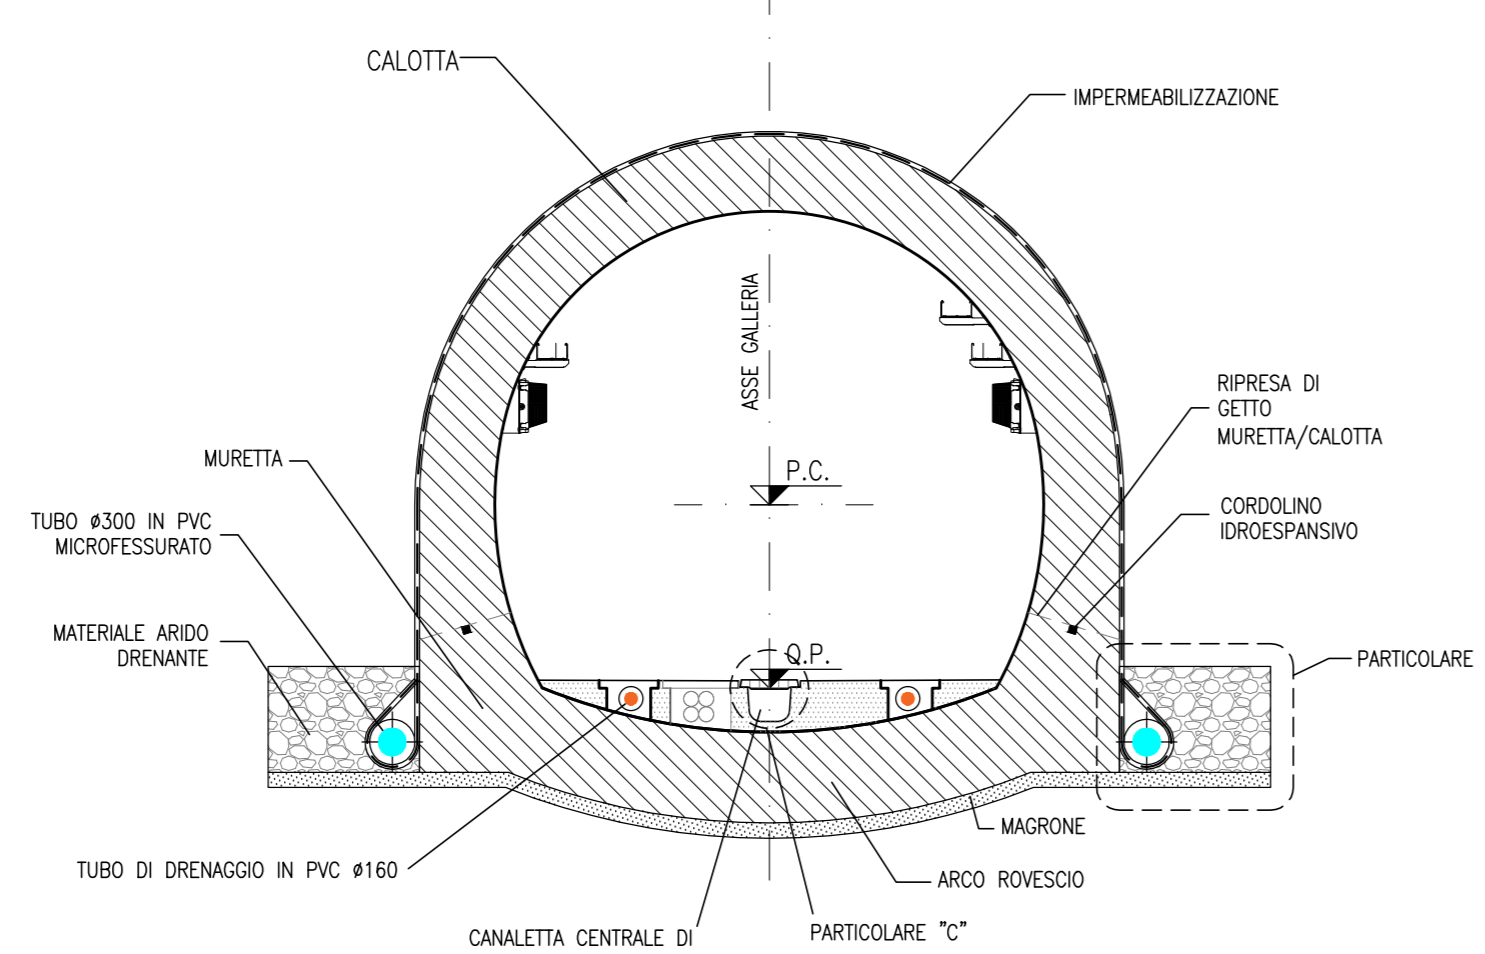 CALOTTA
IMPERMEABILIZZAZIONE
ASSE GALLERIA
RIPRESA DI
GETTO
MURETTA/CALOTTA
MURETTA
P.C.
TUBO ø300 IN PVC
MICROFESSURATO
CORDOLINO
IDROESPANSIVO
MATERIALE ARIDO
DRENANTE
Q.P.
PARTICOLARE
MAGRONE
TUBO DI DRENAGGIO IN PVC ø160
ARCO ROVESCIO
CANALETTA CENTRALE DI
PARTICOLARE "C"